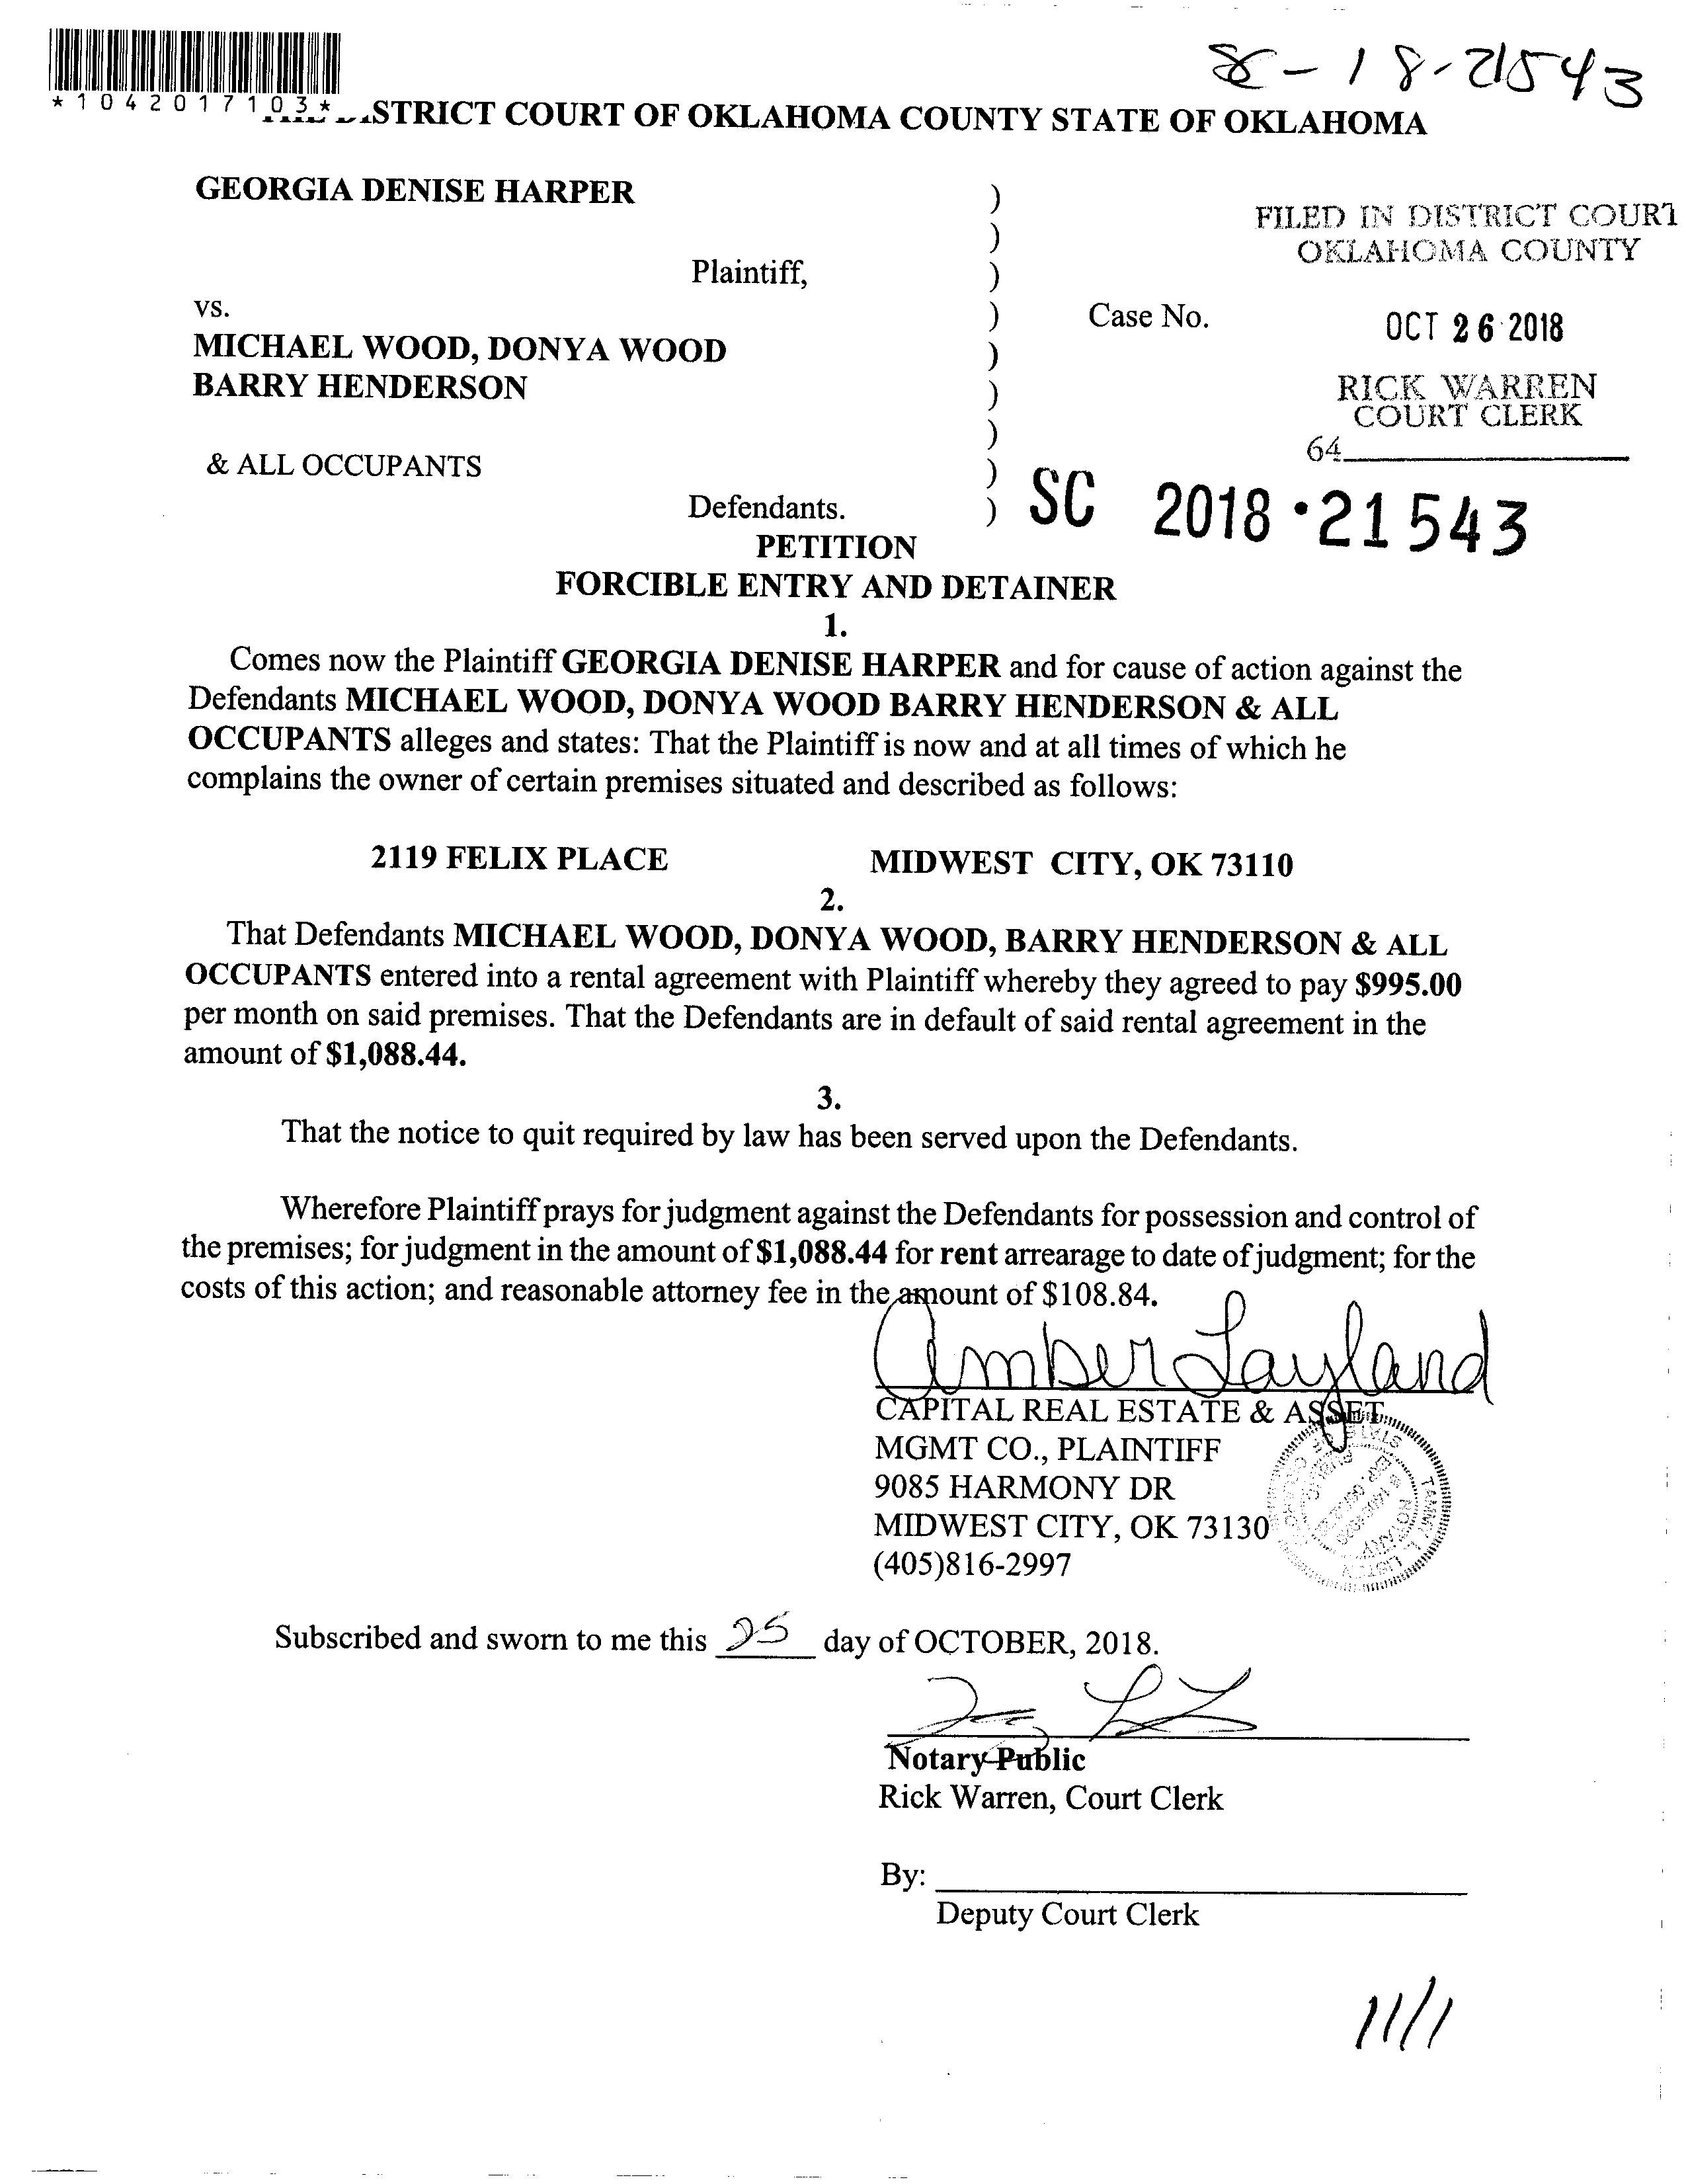 SC-18-21543
*1042017103*
STRICT COURT OF OKLAHOMA COUNTY STATE OF OKLAHOMA
GEORGIA DENISE HARPER )
)
Plaintiff, )
vs. )
MICHAEL WOOD, DONYA WOOD )
BARRY HENDERSON )
)
& ALL OCCUPANTS )
Defendants. )
FILED IN DISTRICT COURT
OKLAHOMA COUNTY
Case No.
OCT 26 2018
RICK WARREN
COURT CLERK
64
SC 2018·21543
PETITION
FORCIBLE ENTRY AND DETAINER
1.
Comes now the Plaintiff GEORGIA DENISE HARPER and for cause of action against the
Defendants MICHAEL WOOD, DONYA WOOD BARRY HENDERSON & ALL
OCCUPANTS alleges and states: That the Plaintiff is now and at all times of which he
complains the owner of certain premises situated and described as follows:
2119 FELIX PLACE MIDWEST CITY, OK 73110
2.
That Defendants MICHAEL WOOD, DONYA WOOD, BARRY HENDERSON & ALL
OCCUPANTS entered into a rental agreement with Plaintiff whereby they agreed to pay $995.00
per month on said premises. That the Defendants are in default of said rental agreement in the
amount of $1,088.44.
3.
That the notice to quit required by law has been served upon the Defendants.
Wherefore Plaintiff prays for judgment against the Defendants for possession and control of
the premises; for judgment in the amount of $1,088.44 for rent arrearage to date of judgment; for the
costs of this action; and reasonable attorney fee in the amount of $108.84.
Amber Layland
CAPITAL REAL ESTATE & ASSET
MGMT CO., PLAINTIFF
9085 HARMONY DR
MIDWEST CITY, OK 73130
(405)816-2997
Subscribed and sworn to me this 25 day of OCTOBER, 2018.
Notary Public
Rick Warren, Court Clerk
By:
Deputy Court Clerk
11/1